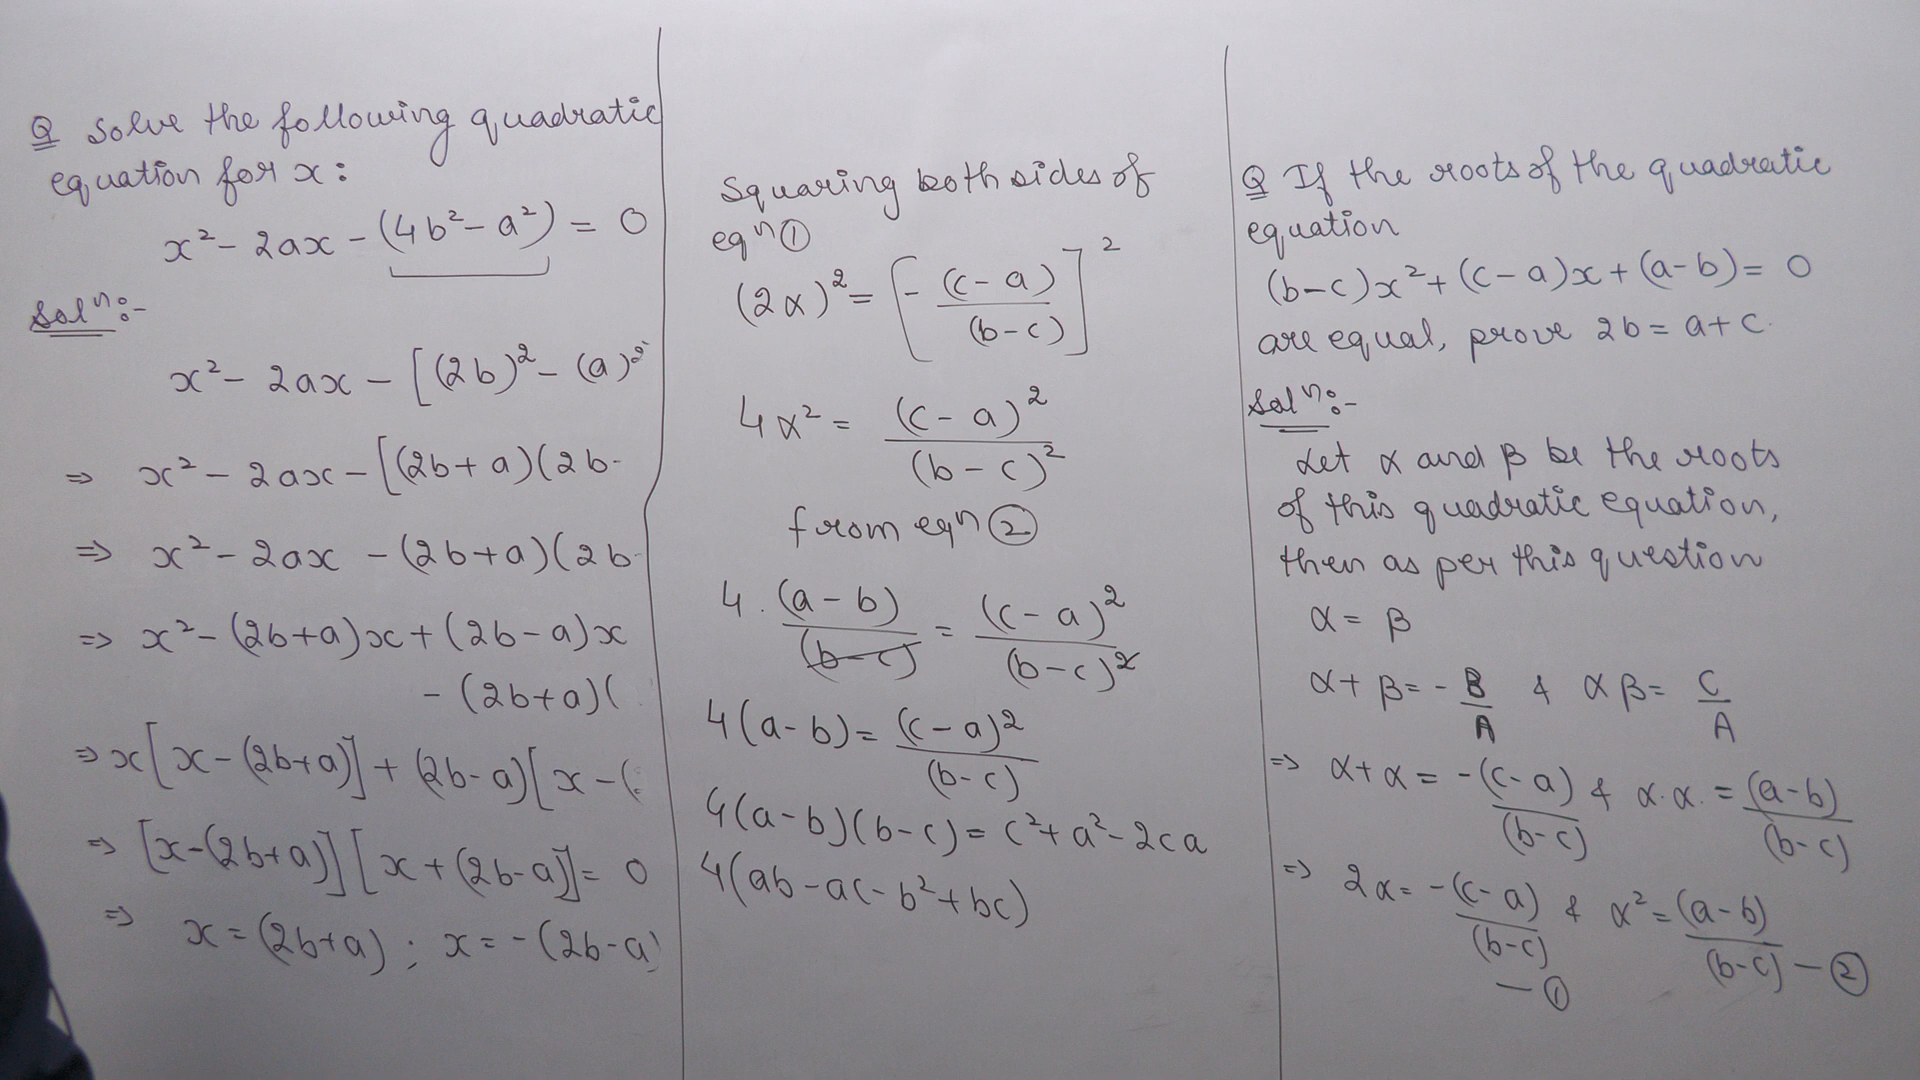 Q Solve the following quadratic
equation for x:
x² - 2ax - (4b² - a²) = 0
Solⁿ:-
x² - 2ax - [(2b)² - (a)²
⇒ x² - 2ax - [(2b + a)(2b -
⇒ x² - 2ax - (2b + a)(2b -
⇒ x² - (2b+a)x + (2b - a)x
- (2b+a)(
⇒ x[x - (2b+a)] + (2b - a)[x - (
⇒ [x - (2b+a)][x + (2b - a)] = 0
⇒ x = (2b+a) ; x = - (2b - a)
Squaring both sides of
eqⁿ ①
(2α)² = [- (c - a)/(b - c)]²
4α² = (c - a)²/(b - c)²
from eqⁿ ②
4 . (a - b)/(b - c) = (c - a)²/(b - c)²
4(a - b) = (c - a)²/(b - c)
4(a - b)(b - c) = c² + a² - 2ca
4(ab - ac - b² + bc)
Q If the roots of the quadratic
equation
(b - c)x² + (c - a)x + (a - b) = 0
are equal, prove 2b = a + c.
Solⁿ:-
Let α and β be the roots
of this quadratic equation,
then as per this question
α = β
α + β = - B/A & αβ = C/A
⇒ α + α = - (c - a)/(b - c) & α.α. = (a - b)/(b - c)
⇒ 2α = - (c - a)/(b - c) & α² = (a - b)/(b - c) — ②
— ①